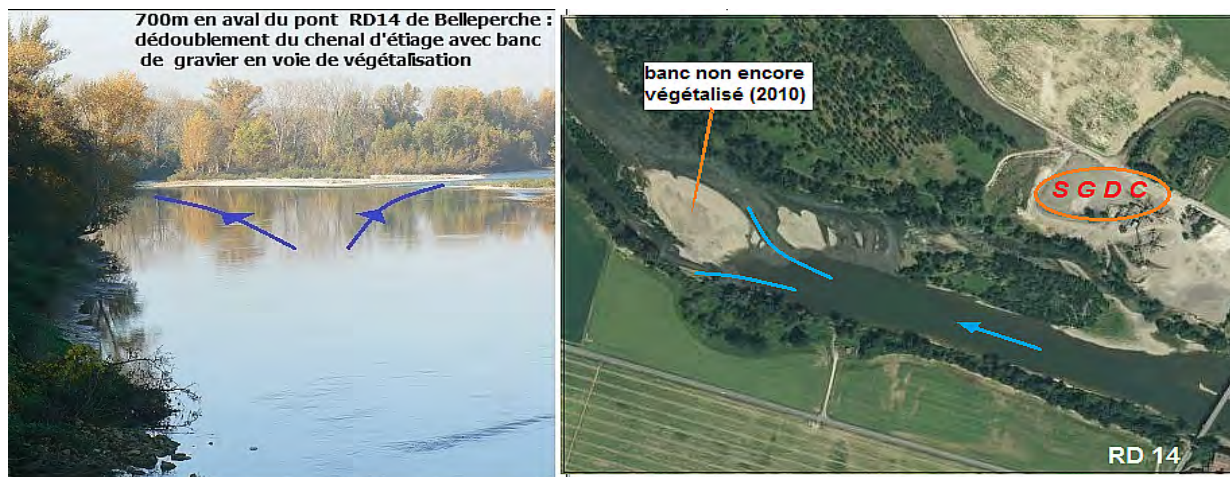 700m en aval du pont RD14 de Belleperche :
dédoublement du chenal d'étiage avec banc
de gravier en voie de végétalisation
banc non encore
végétalisé (2010)
S G D C
RD 14